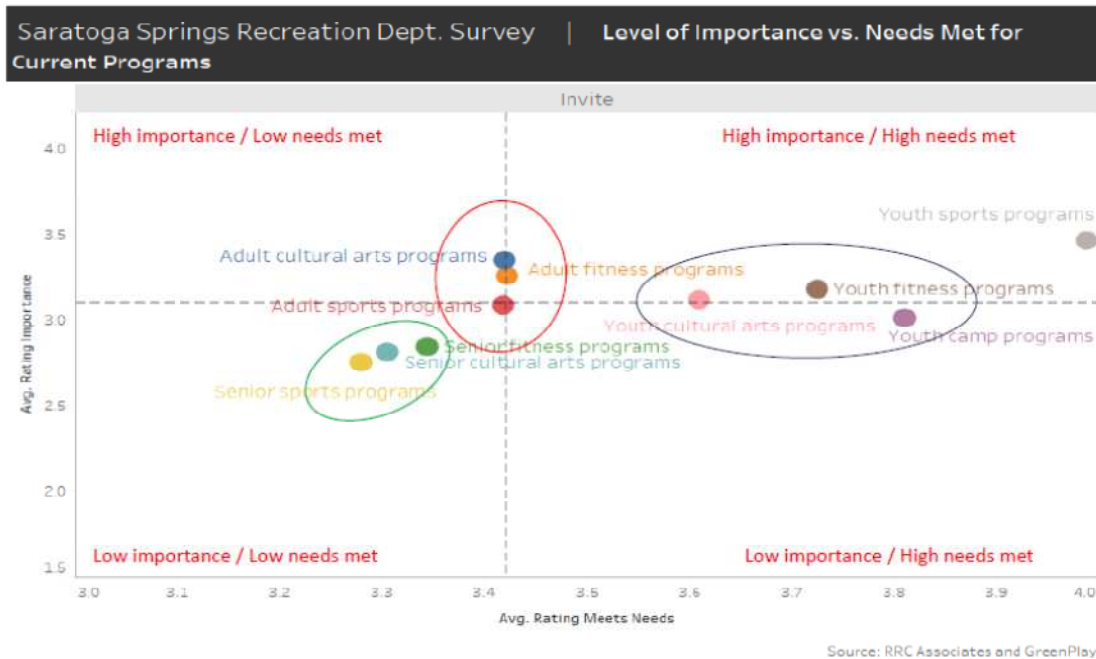 Saratoga Springs Recreation Dept. Survey | Level of Importance vs. Needs Met for
Current Programs
Invite
High importance / Low needs met
High importance / High needs met
4.0
Youth sports programs
3.5
Adult cultural arts programs
Adult fitness programs
Youth fitness programs
Adult sports programs
3.0
Youth cultural arts programs
Youth camp programs
Senior fitness programs
Senior cultural arts programs
Senior sports programs
2.5
Avg. Rating Importance
2.0
Low importance / Low needs met
Low importance / High needs met
1.5
3.0 3.1 3.2 3.3 3.4 3.5 3.6 3.7 3.8 3.9 4.0
Avg. Rating Meets Needs
Source: RRC Associates and GreenPlay